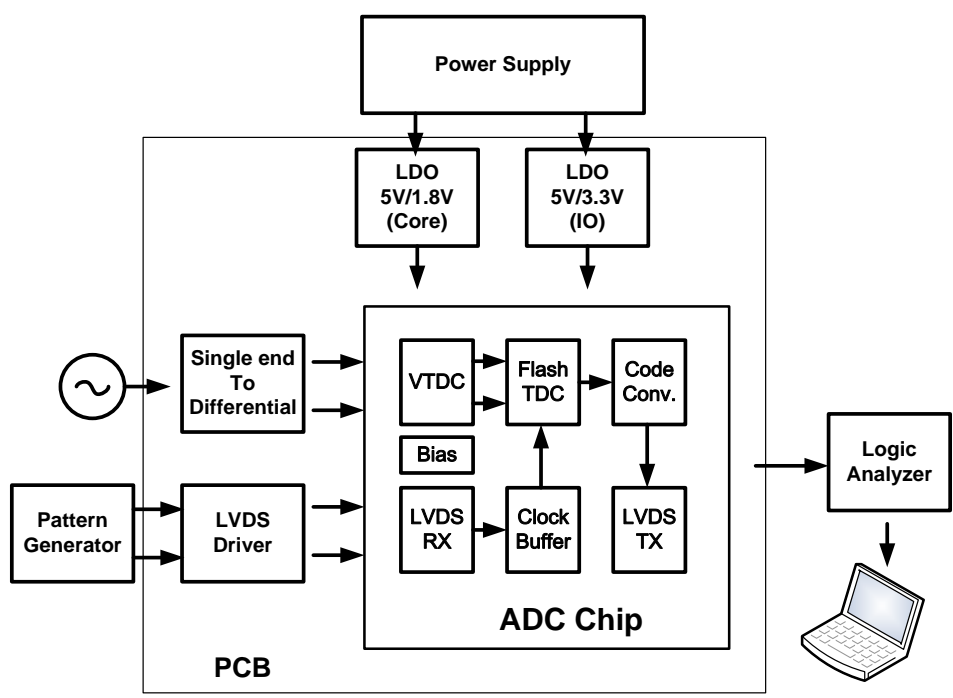 Power Supply
LDO
5V/1.8V
(Core)
LDO
5V/3.3V
(IO)
Single end
To
Differential
VTDC
Flash
TDC
Code
Conv.
Bias
Logic
Analyzer
Pattern
Generator
LVDS
Driver
LVDS
RX
Clock
Buffer
LVDS
TX
ADC Chip
PCB